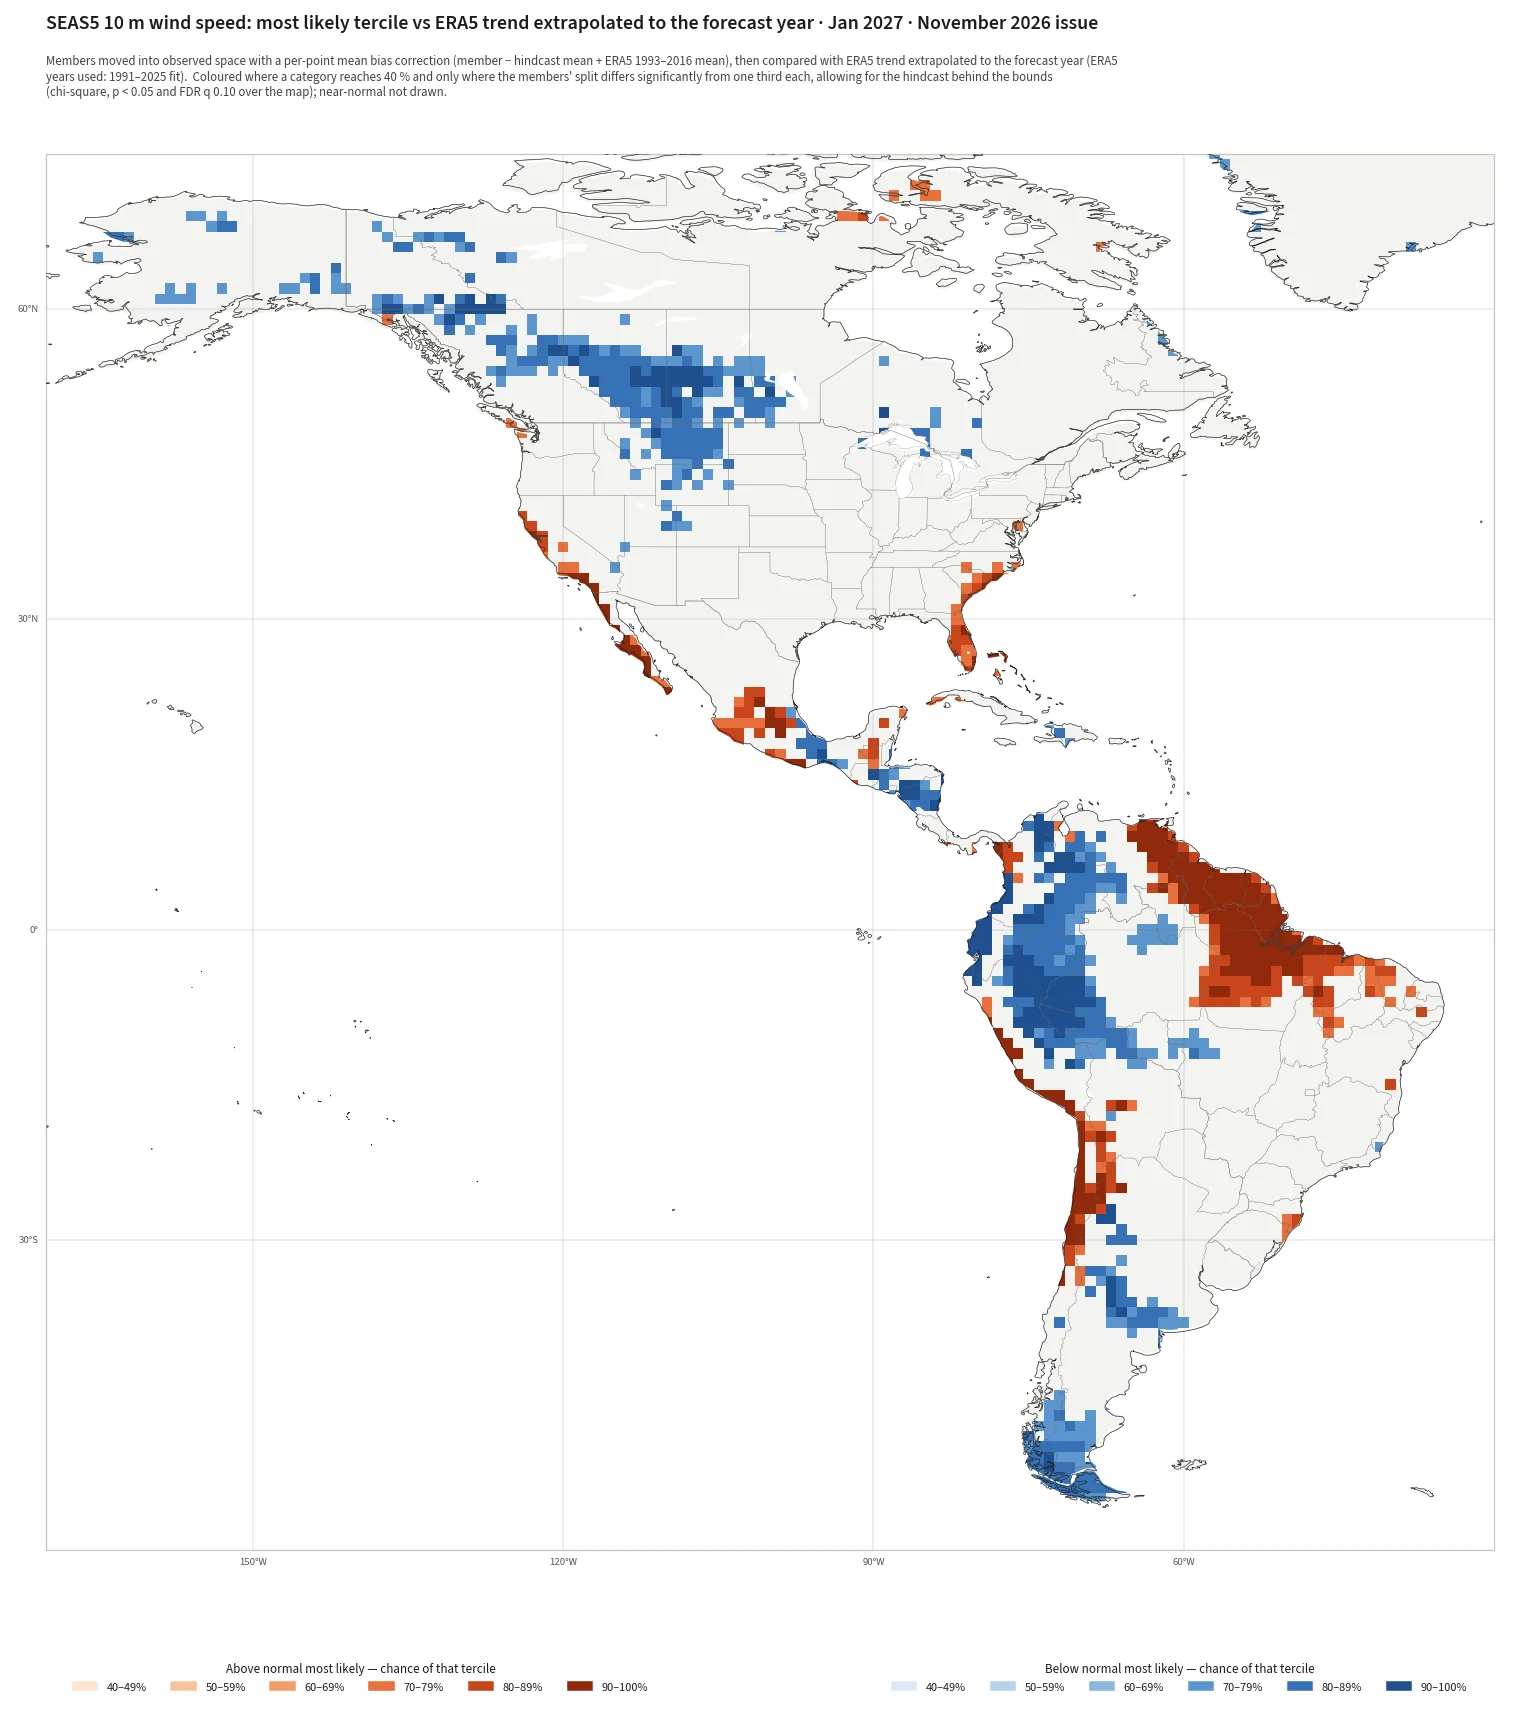 SEAS5 10 m wind speed: most likely tercile vs ERA5 trend extrapolated to the forecast year · Jan 2027 · November 2026 issue
Members moved into observed space with a per-point mean bias correction (member − hindcast mean + ERA5 1993–2016 mean), then compared with ERA5 trend extrapolated to the forecast year (ERA5
years used: 1991–2025 fit).  Coloured where a category reaches 40 % and only where the members' split differs significantly from one third each, allowing for the hindcast behind the bounds
(chi-square, p < 0.05 and FDR q 0.10 over the map); near-normal not drawn.
60°N
30°N
0°
30°S
150°W
120°W
90°W
60°W
Above normal most likely — chance of that tercile
40–49%
50–59%
60–69%
70–79%
80–89%
90–100%
Below normal most likely — chance of that tercile
40–49%
50–59%
60–69%
70–79%
80–89%
90–100%